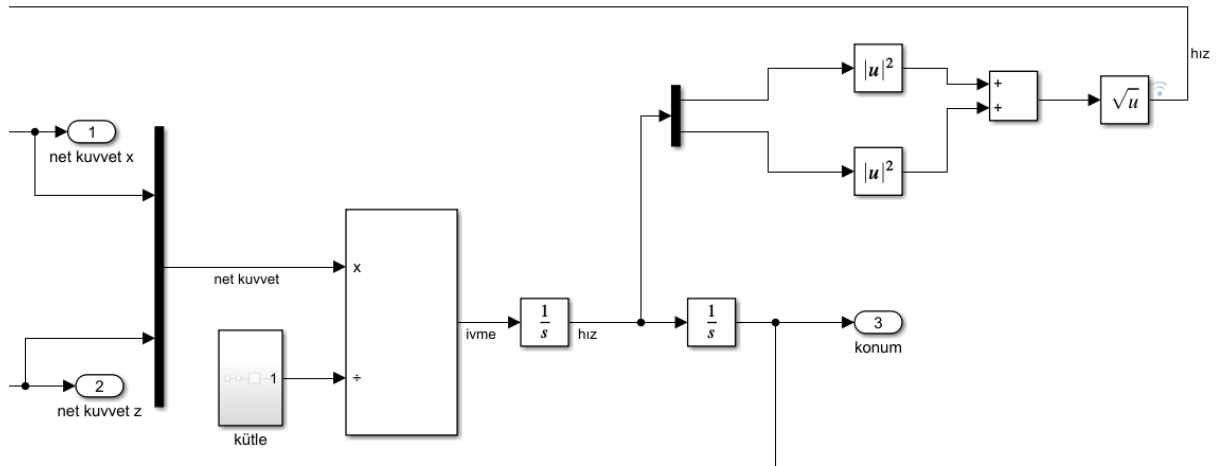 hız
|u|²
+
+
√u
1
net kuvvet x
|u|²
x
net kuvvet
ivme
1
s
hız
1
s
3
konum
2
net kuvvet z
1
÷
kütle